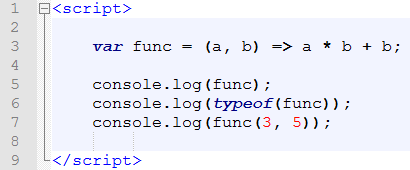 1 <script>
2
3 var func = (a, b) => a * b + b;
4
5 console.log(func);
6 console.log(typeof(func));
7 console.log(func(3, 5));
8
9 </script>